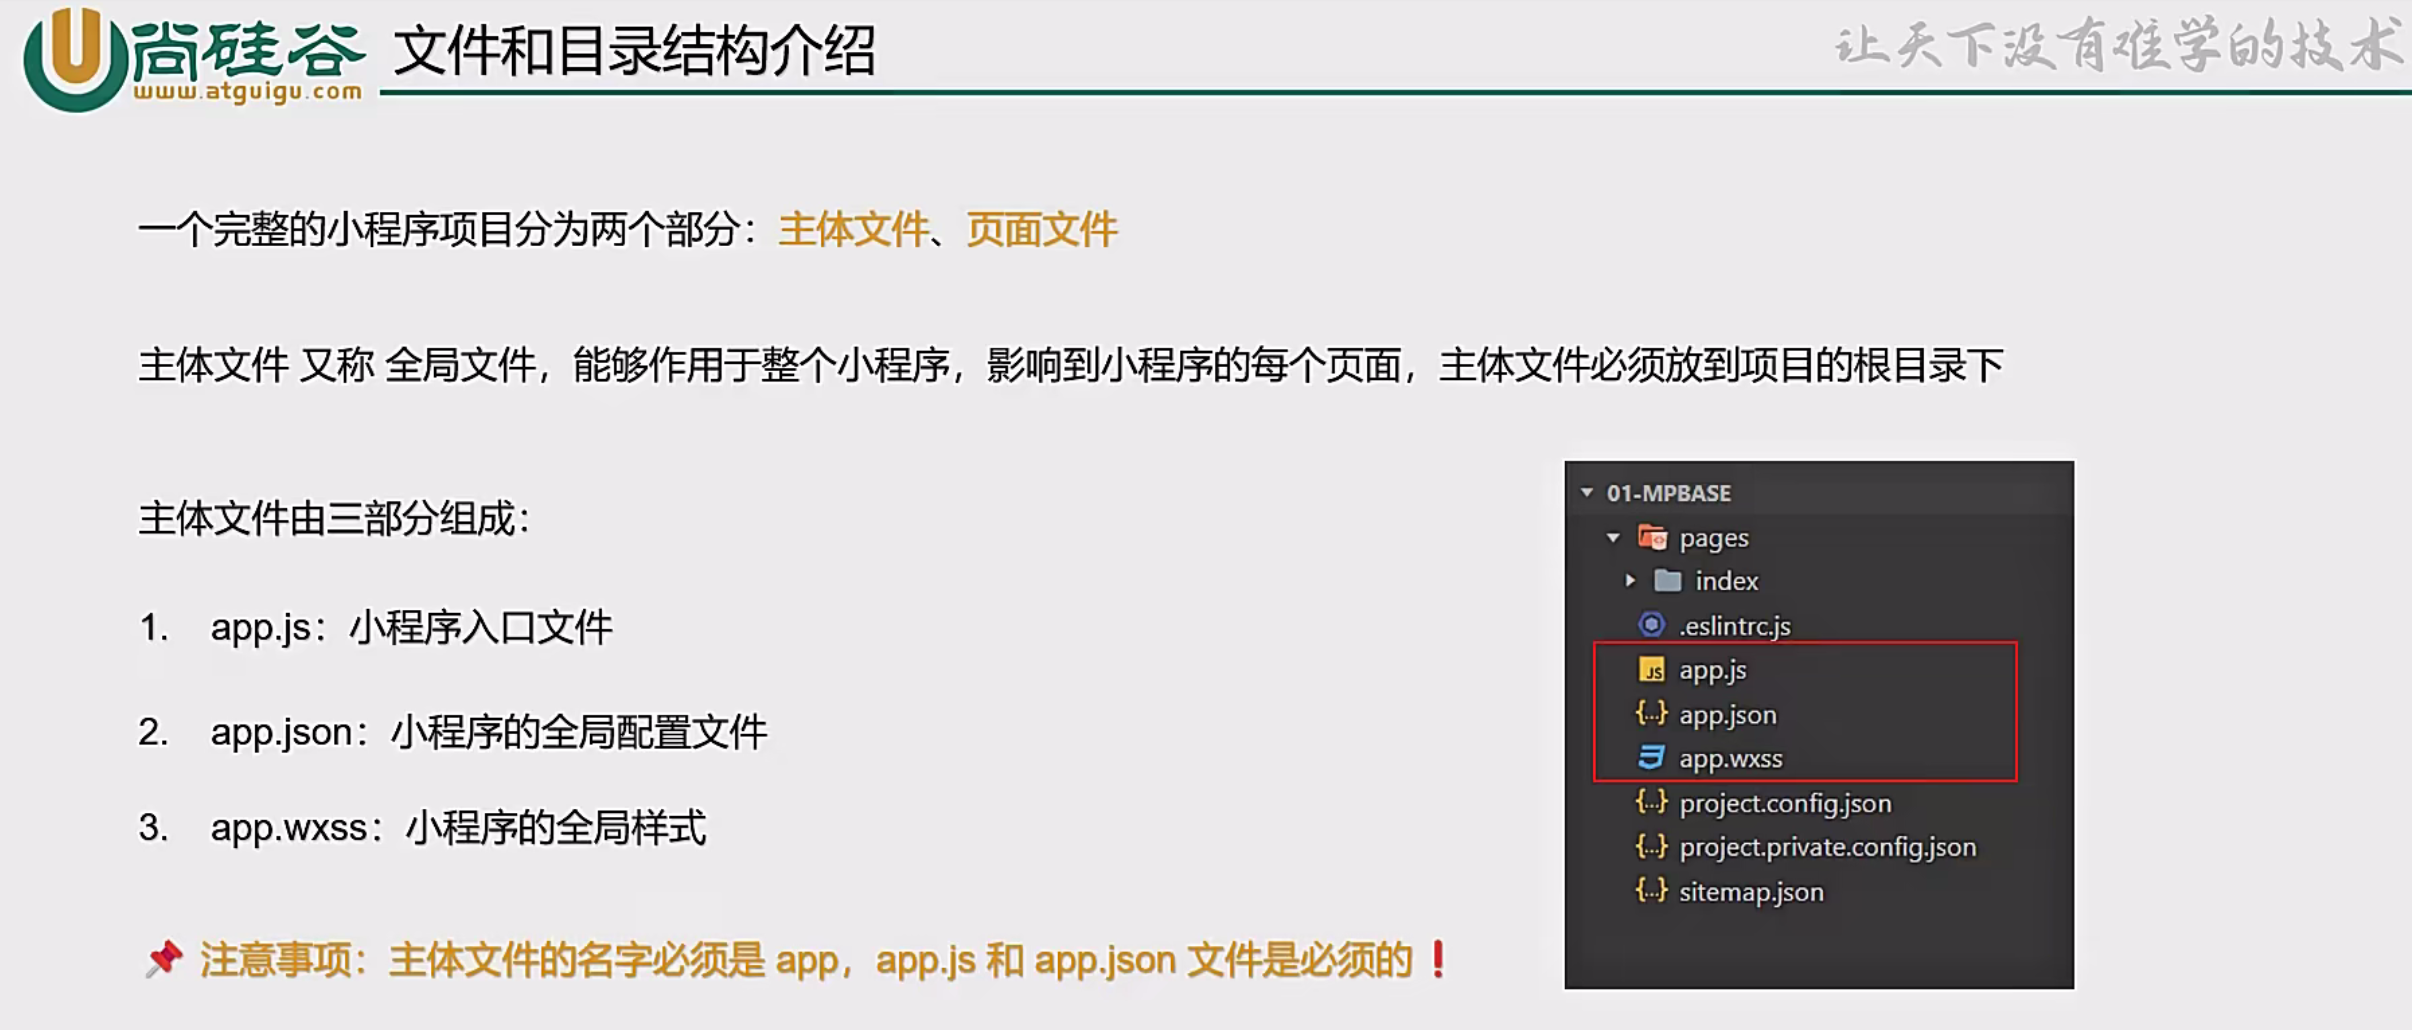 尚硅谷
www.atguigu.com
文件和目录结构介绍
让天下没有难学的技术
一个完整的小程序项目分为两个部分：主体文件、页面文件
主体文件 又称 全局文件，能够作用于整个小程序，影响到小程序的每个页面，主体文件必须放到项目的根目录下
主体文件由三部分组成：
1. app.js：小程序入口文件
2. app.json：小程序的全局配置文件
3. app.wxss：小程序的全局样式
注意事项：主体文件的名字必须是 app，app.js 和 app.json 文件是必须的❗
01-MPBASE
pages
index
.eslintrc.js
app.js
app.json
app.wxss
project.config.json
project.private.config.json
sitemap.json